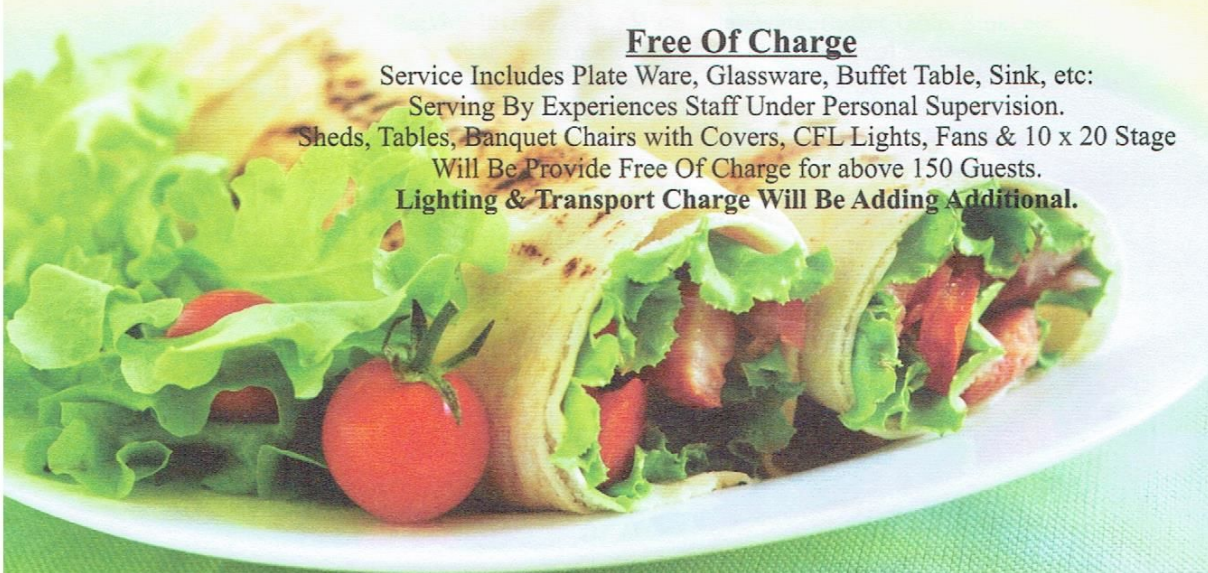 Free Of Charge
Service Includes Plate Ware, Glassware, Buffet Table, Sink, etc:
Serving By Experiences Staff Under Personal Supervision.
Sheds, Tables, Banquet Chairs with Covers, CFL Lights, Fans & 10 x 20 Stage
Will Be Provide Free Of Charge for above 150 Guests.
Lighting & Transport Charge Will Be Adding Additional.